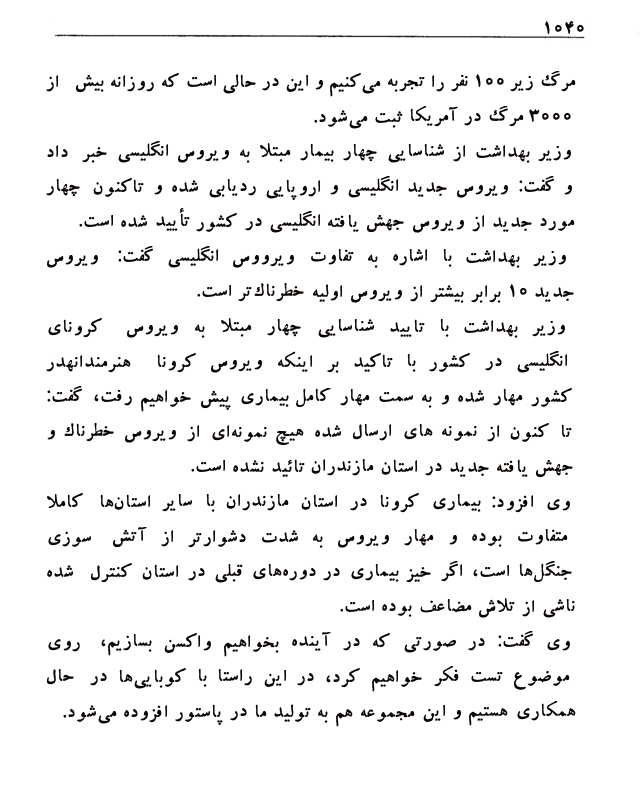 ۱۰۴۰
مرگ زیر ۱۰۰ نفر را تجربه می‌کنیم و این در حالی است که روزانه بیش از
۳۰۰۰ مرگ در آمریکا ثبت می‌شود.
وزیر بهداشت از شناسایی چهار بیمار مبتلا به ویروس انگلیسی خبر داد
و گفت: ویروس جدید انگلیسی و اروپایی ردیابی شده و تاکنون چهار
مورد جدید از ویروس جهش یافته انگلیسی در کشور تأیید شده است.
وزیر بهداشت با اشاره به تفاوت ویرووس انگلیسی گفت: ویروس
جدید ۱۰ برابر بیشتر از ویروس اولیه خطرناك‌تر است.
وزیر بهداشت با تایید شناسایی چهار مبتلا به ویروس کرونای
انگلیسی در کشور با تاکید بر اینکه ویروس کرونا هنرمندانهدر
کشور مهار شده و به سمت مهار کامل بیماری پیش خواهیم رفت، گفت:
تا کنون از نمونه های ارسال شده هیچ نمونه‌ای از ویروس خطرناك و
جهش یافته جدید در استان مازندران تائید نشده است.
وی افزود: بیماری کرونا در استان مازندران با سایر استان‌ها کاملا
متفاوت بوده و مهار ویروس به شدت دشوارتر از آتش سوزی
جنگل‌ها است، اگر خیز بیماری در دوره‌های قبلی در استان کنترل شده
ناشی از تلاش مضاعف بوده است.
وی گفت: در صورتی که در آینده بخواهیم واکسن بسازیم، روی
موضوع تست فکر خواهیم کرد، در این راستا با کوبایی‌ها در حال
همکاری هستیم و این مجموعه هم به تولید ما در پاستور افزوده می‌شود.